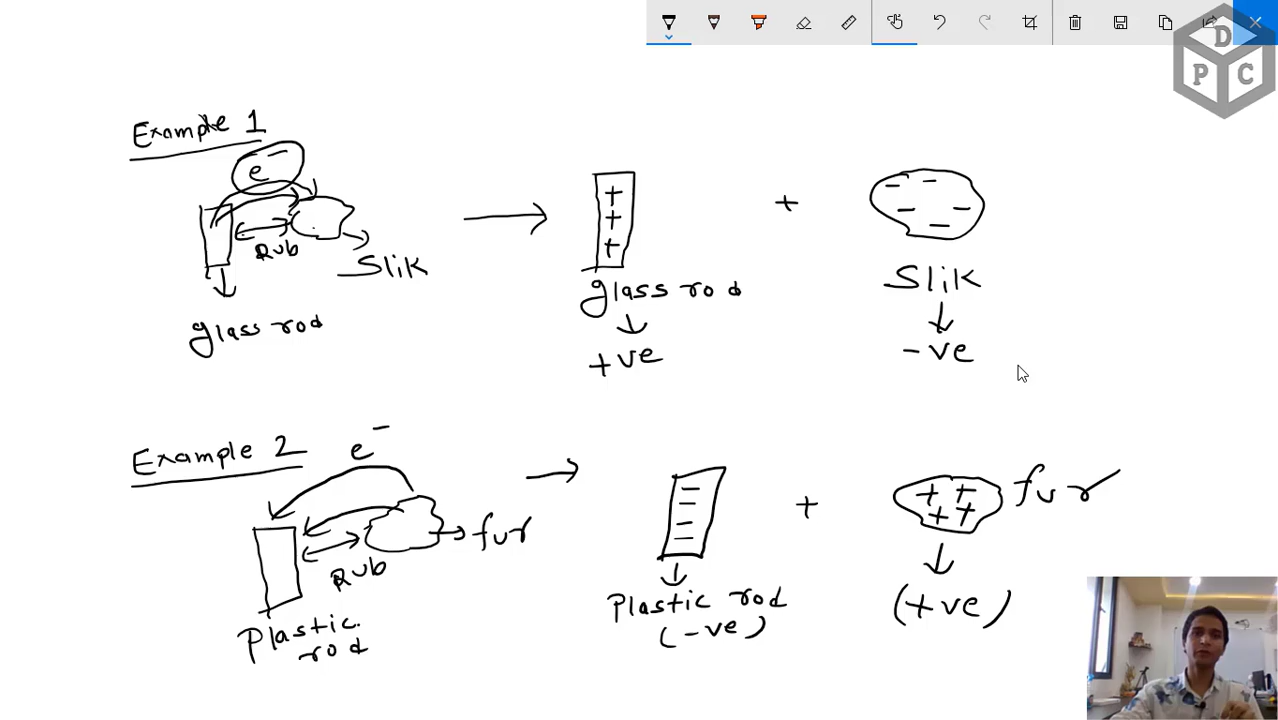 D
P C
Example 1
e⁻
Rub
Slik
glass rod
+
+
+
glass rod
+ve
+
Slik
-ve
Example 2
e⁻
Rub
fur
Plastic
rod
Plastic rod
(-ve)
+
+ +
+ +
fur
(+ve)